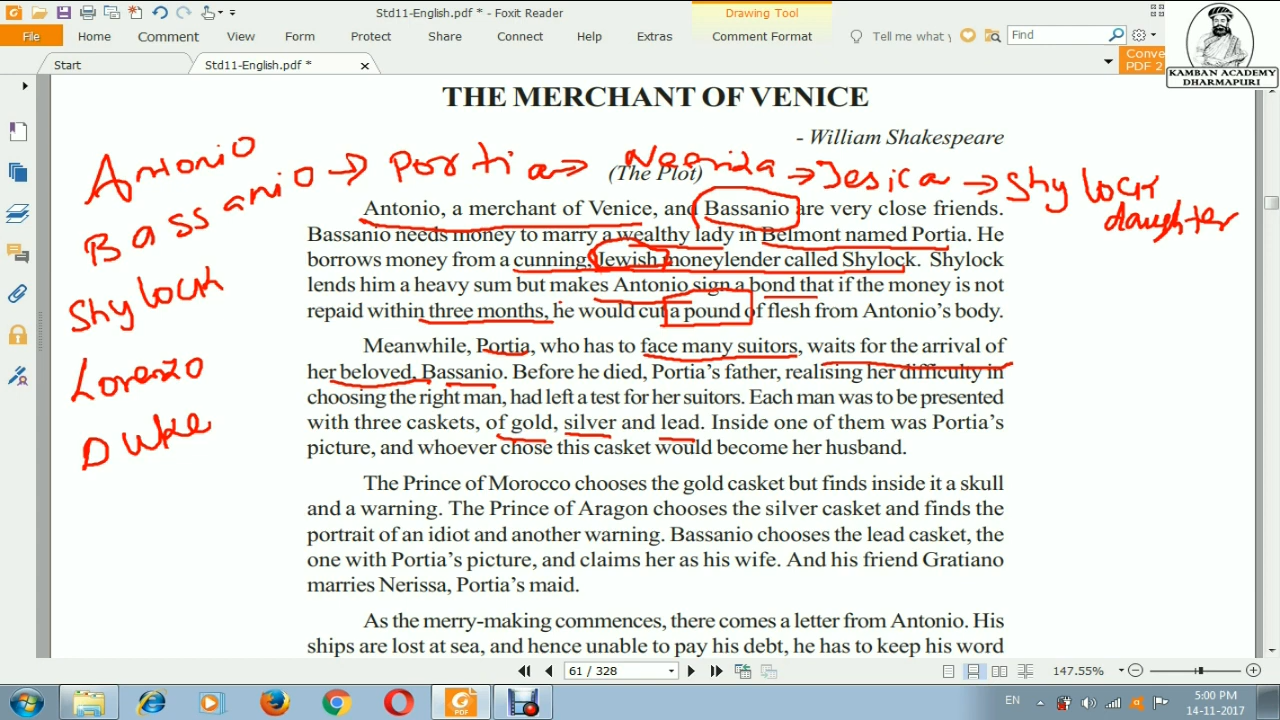 Std11-English.pdf * - Foxit Reader
Drawing Tool
File Home Comment View Form Protect Share Connect Help Extras Comment Format Tell me what y Find
Start Std11-English.pdf * Conve
PDF 2
KAMBAN ACADEMY
DHARMAPURI
THE MERCHANT OF VENICE
- William Shakespeare
Antonio
Bassanio → Portia → → Jesica → Shylock
daughter
(The Plot)
Shylock
Lorenzo
Duke
Antonio, a merchant of Venice, and Bassanio are very close friends.
Bassanio needs money to marry a wealthy lady in Belmont named Portia. He
borrows money from a cunning, Jewish moneylender called Shylock. Shylock
lends him a heavy sum but makes Antonio sign a bond that if the money is not
repaid within three months, he would cut a pound of flesh from Antonio's body.
Meanwhile, Portia, who has to face many suitors, waits for the arrival of
her beloved, Bassanio. Before he died, Portia's father, realising her difficulty in
choosing the right man, had left a test for her suitors. Each man was to be presented
with three caskets, of gold, silver and lead. Inside one of them was Portia's
picture, and whoever chose this casket would become her husband.
The Prince of Morocco chooses the gold casket but finds inside it a skull
and a warning. The Prince of Aragon chooses the silver casket and finds the
portrait of an idiot and another warning. Bassanio chooses the lead casket, the
one with Portia's picture, and claims her as his wife. And his friend Gratiano
marries Nerissa, Portia's maid.
As the merry-making commences, there comes a letter from Antonio. His
ships are lost at sea, and hence unable to pay his debt, he has to keep his word
61 / 328 147.55%
EN 5:00 PM
14-11-2017